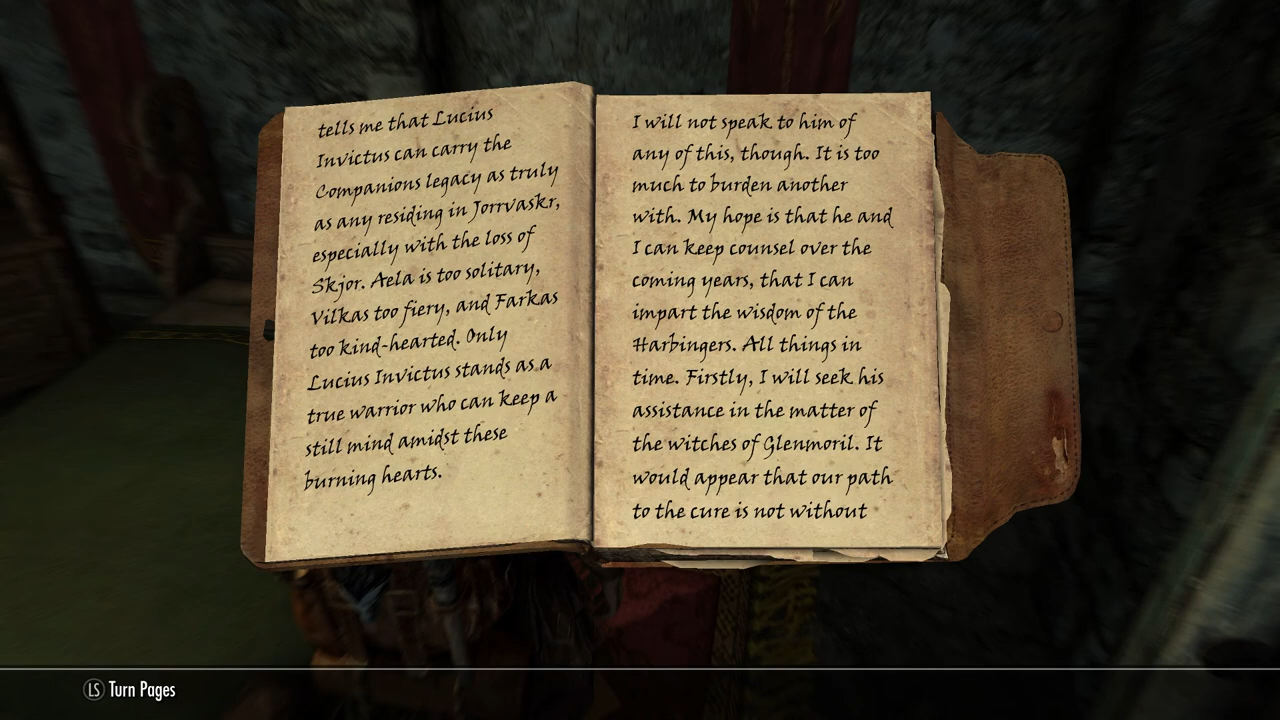 tells me that Lucius
Invictus can carry the
Companions legacy as truly
as any residing in Jorrvaskr,
especially with the loss of
Skjor. Aela is too solitary,
Vilkas too fiery, and Farkas
too kind-hearted. Only
Lucius Invictus stands as a
true warrior who can keep a
still mind amidst these
burning hearts.
I will not speak to him of
any of this, though. It is too
much to burden another
with. My hope is that he and
I can keep counsel over the
coming years, that I can
impart the wisdom of the
Harbingers. All things in
time. Firstly, I will seek his
assistance in the matter of
the witches of Glenmoril. It
would appear that our path
to the cure is not without
LS Turn Pages